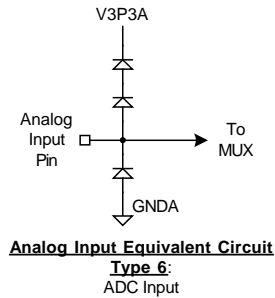 V3P3A
Analog
Input
Pin
To
MUX
GNDA
Analog Input Equivalent Circuit
Type 6:
ADC Input